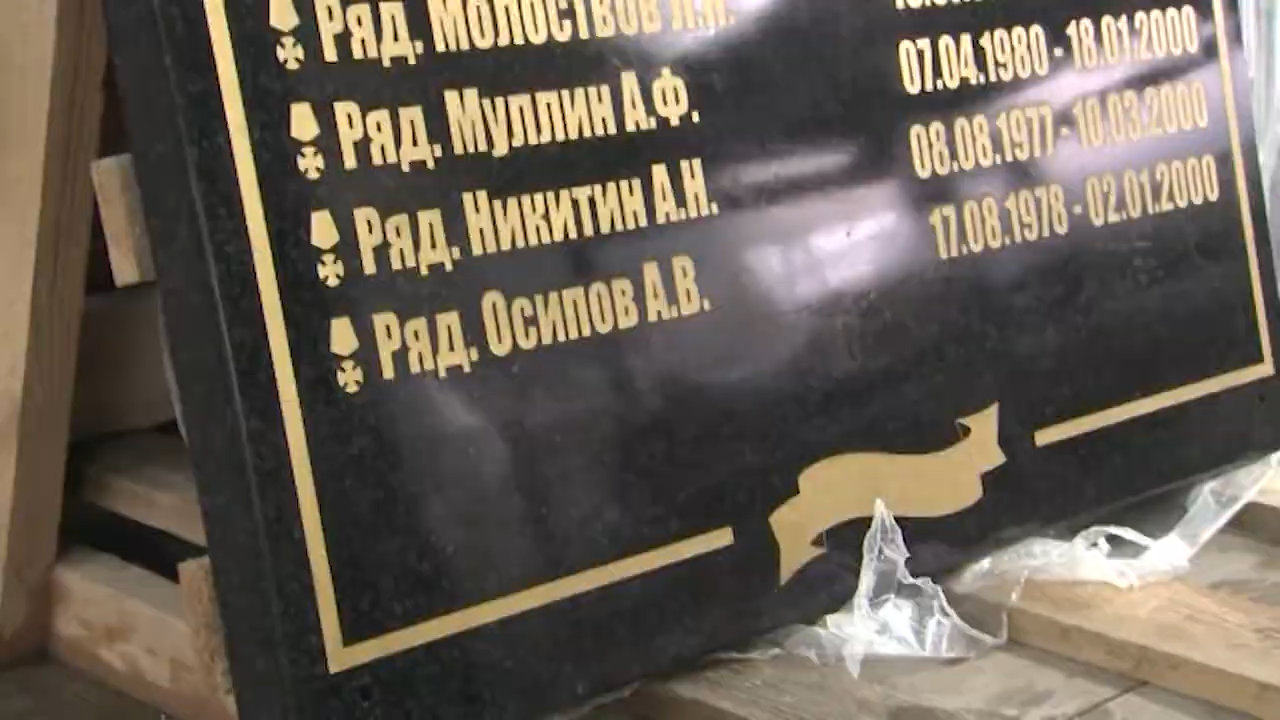 Ряд. Молоствов
Ряд. Муллин А.Ф. 07.04.1980 - 18.01.2000
Ряд. Никитин А.Н. 08.08.1977 - 10.03.2000
Ряд. Осипов А.В. 17.08.1978 - 02.01.2000